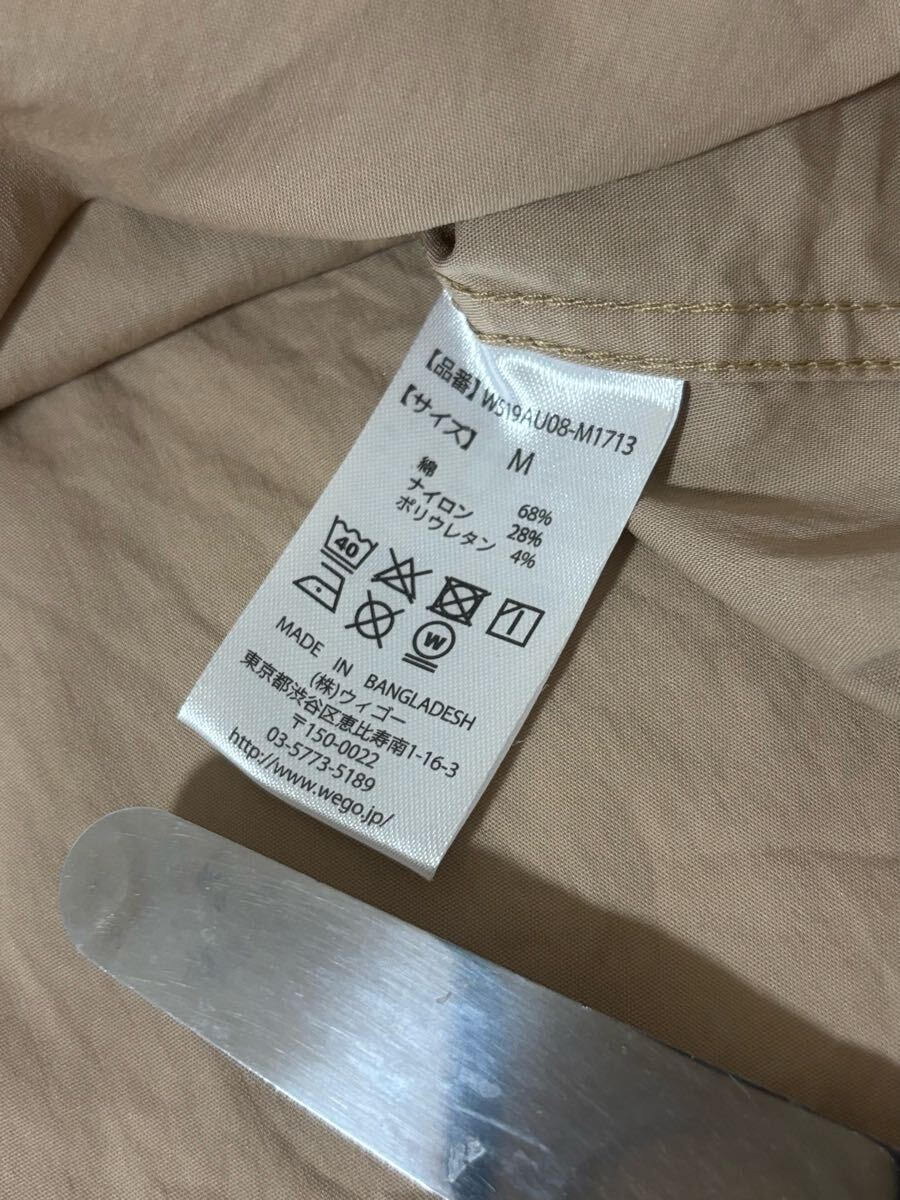 【品番】WS19AU08-M1713
【サイズ】 M
綿 68%
ナイロン 28%
ポリウレタン 4%
40
W
MADE IN BANGLADESH
(株)ウィゴー
東京都渋谷区恵比寿南1-16-3
〒150-0022
03-5773-5189
http://www.wego.jp/